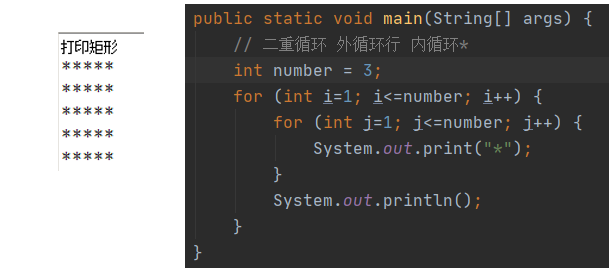 打印矩形
*****
*****
*****
*****
*****
public static void main(String[] args) {
// 二重循环 外循环行 内循环*
int number = 3;
for (int i=1; i<=number; i++) {
for (int j=1; j<=number; j++) {
System.out.print("*");
}
System.out.println();
}
}